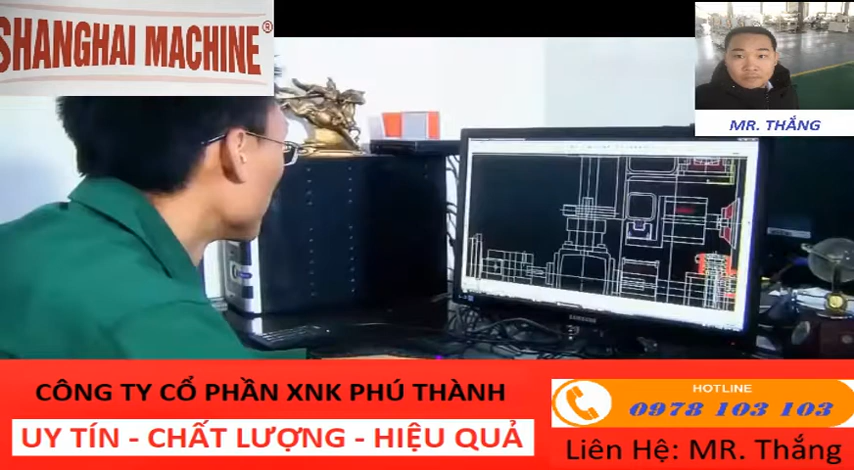 SHANGHAI MACHINE®
MR. THẮNG
SAMSUNG
CÔNG TY CỔ PHẦN XNK PHÚ THÀNH
UY TÍN - CHẤT LƯỢNG - HIỆU QUẢ
HOTLINE
0978 103 103
Liên Hệ: MR. Thắng